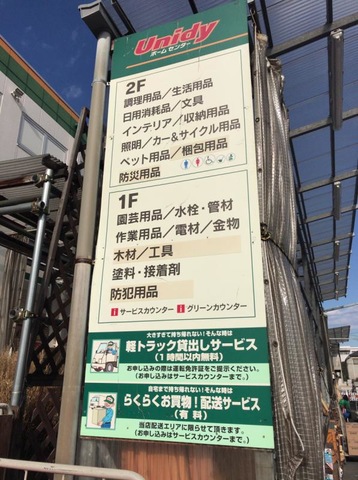 Unidy
ホームセンター
2F
調理用品／生活用品
日用消耗品／文具
インテリア／収納用品
照明／カー&サイクル用品
ペット用品／梱包用品
防災用品
1F
園芸用品／水栓・管材
作業用品／電材／金物
木材／工具
塗料・接着剤
防犯用品
i サービスカウンター i グリーンカウンター
大きすぎて持ち帰れない!そんな時は
軽トラック貸出しサービス
(1時間以内無料)
お申し込みの際は運転免許証をご提示ください。
(お申し込みはサービスカウンターまで。)
自宅まで持ち帰れない!そんな時は
らくらくお買物!配送サービス
(有料)
当店配送エリアに限らせて頂きます。
(お申し込みはサービスカウンターまで。)